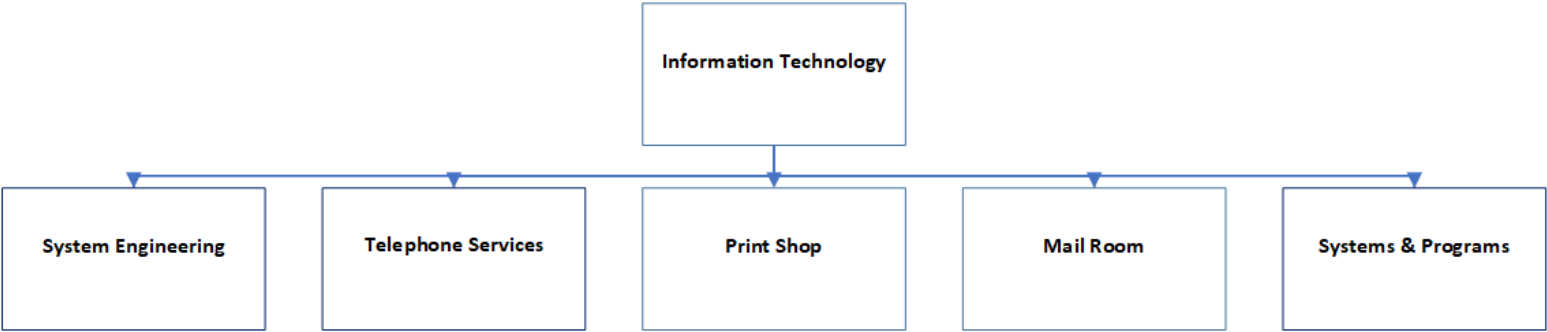 Information Technology
System Engineering
Telephone Services
Print Shop
Mail Room
Systems & Programs